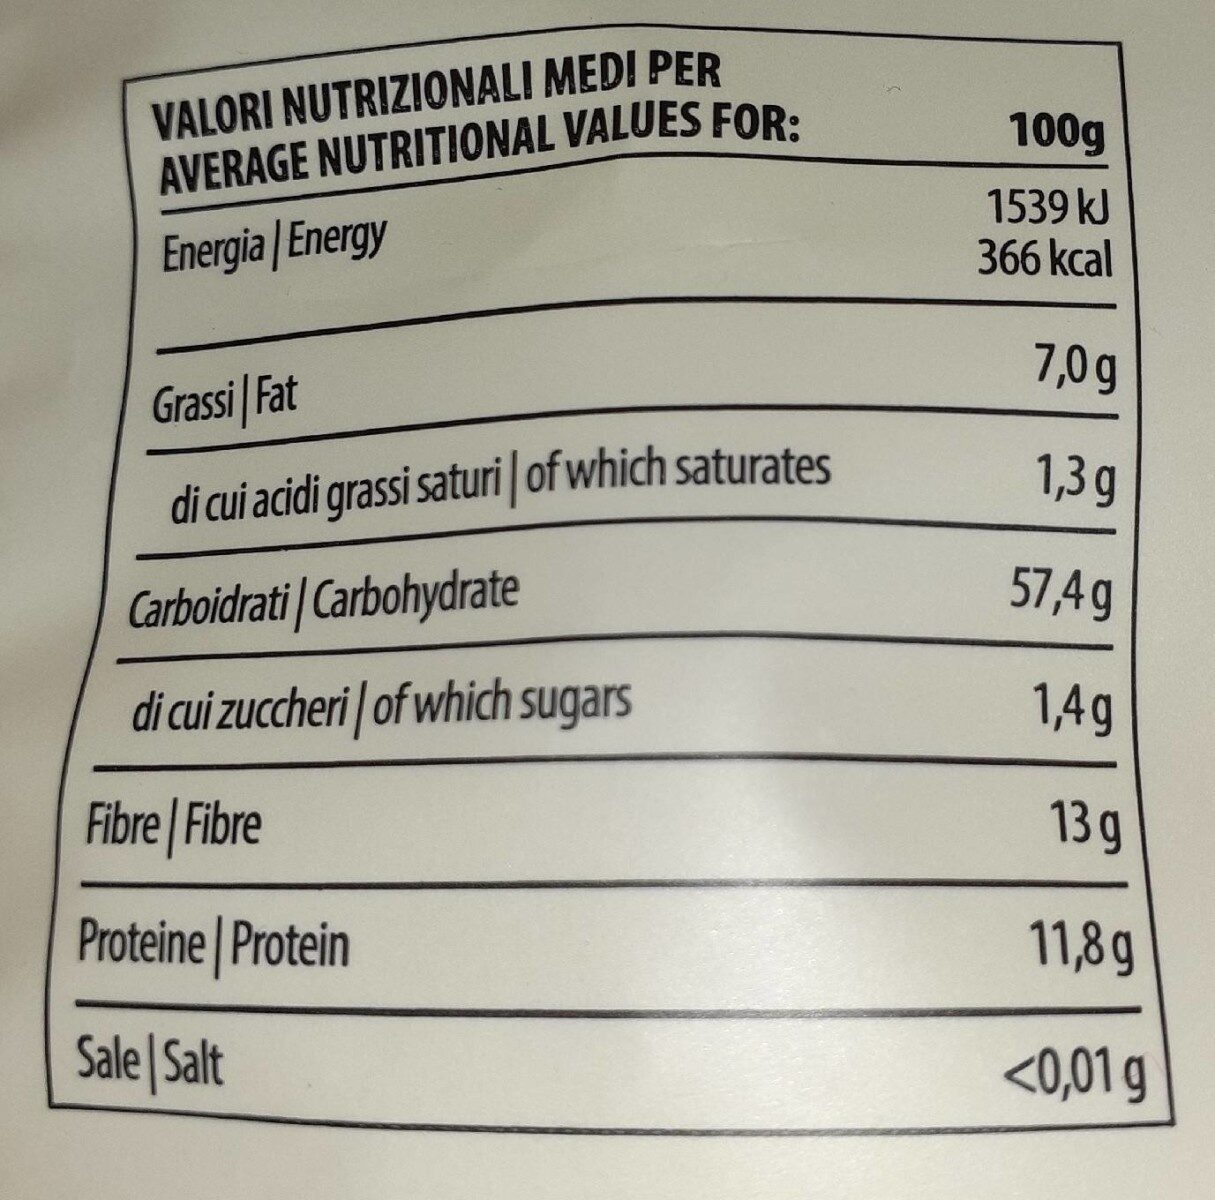 VALORI NUTRIZIONALI MEDI PER
AVERAGE NUTRITIONAL VALUES FOR: 100g
Energia | Energy 1539 kJ
366 kcal
Grassi | Fat 7,0 g
di cui acidi grassi saturi | of which saturates 1,3 g
Carboidrati | Carbohydrate 57,4 g
di cui zuccheri | of which sugars 1,4 g
Fibre | Fibre 13 g
Proteine | Protein 11,8 g
Sale | Salt <0,01 g